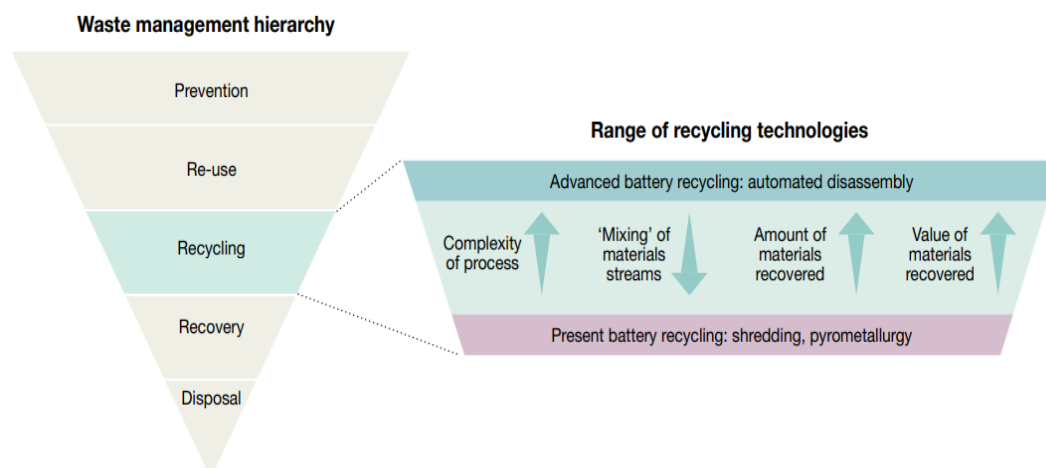 Waste management hierarchy
Prevention
Re-use
Recycling
Recovery
Disposal
Range of recycling technologies
Advanced battery recycling: automated disassembly
Complexity
of process
‘Mixing’ of
materials
streams
Amount of
materials
recovered
Value of
materials
recovered
Present battery recycling: shredding, pyrometallurgy